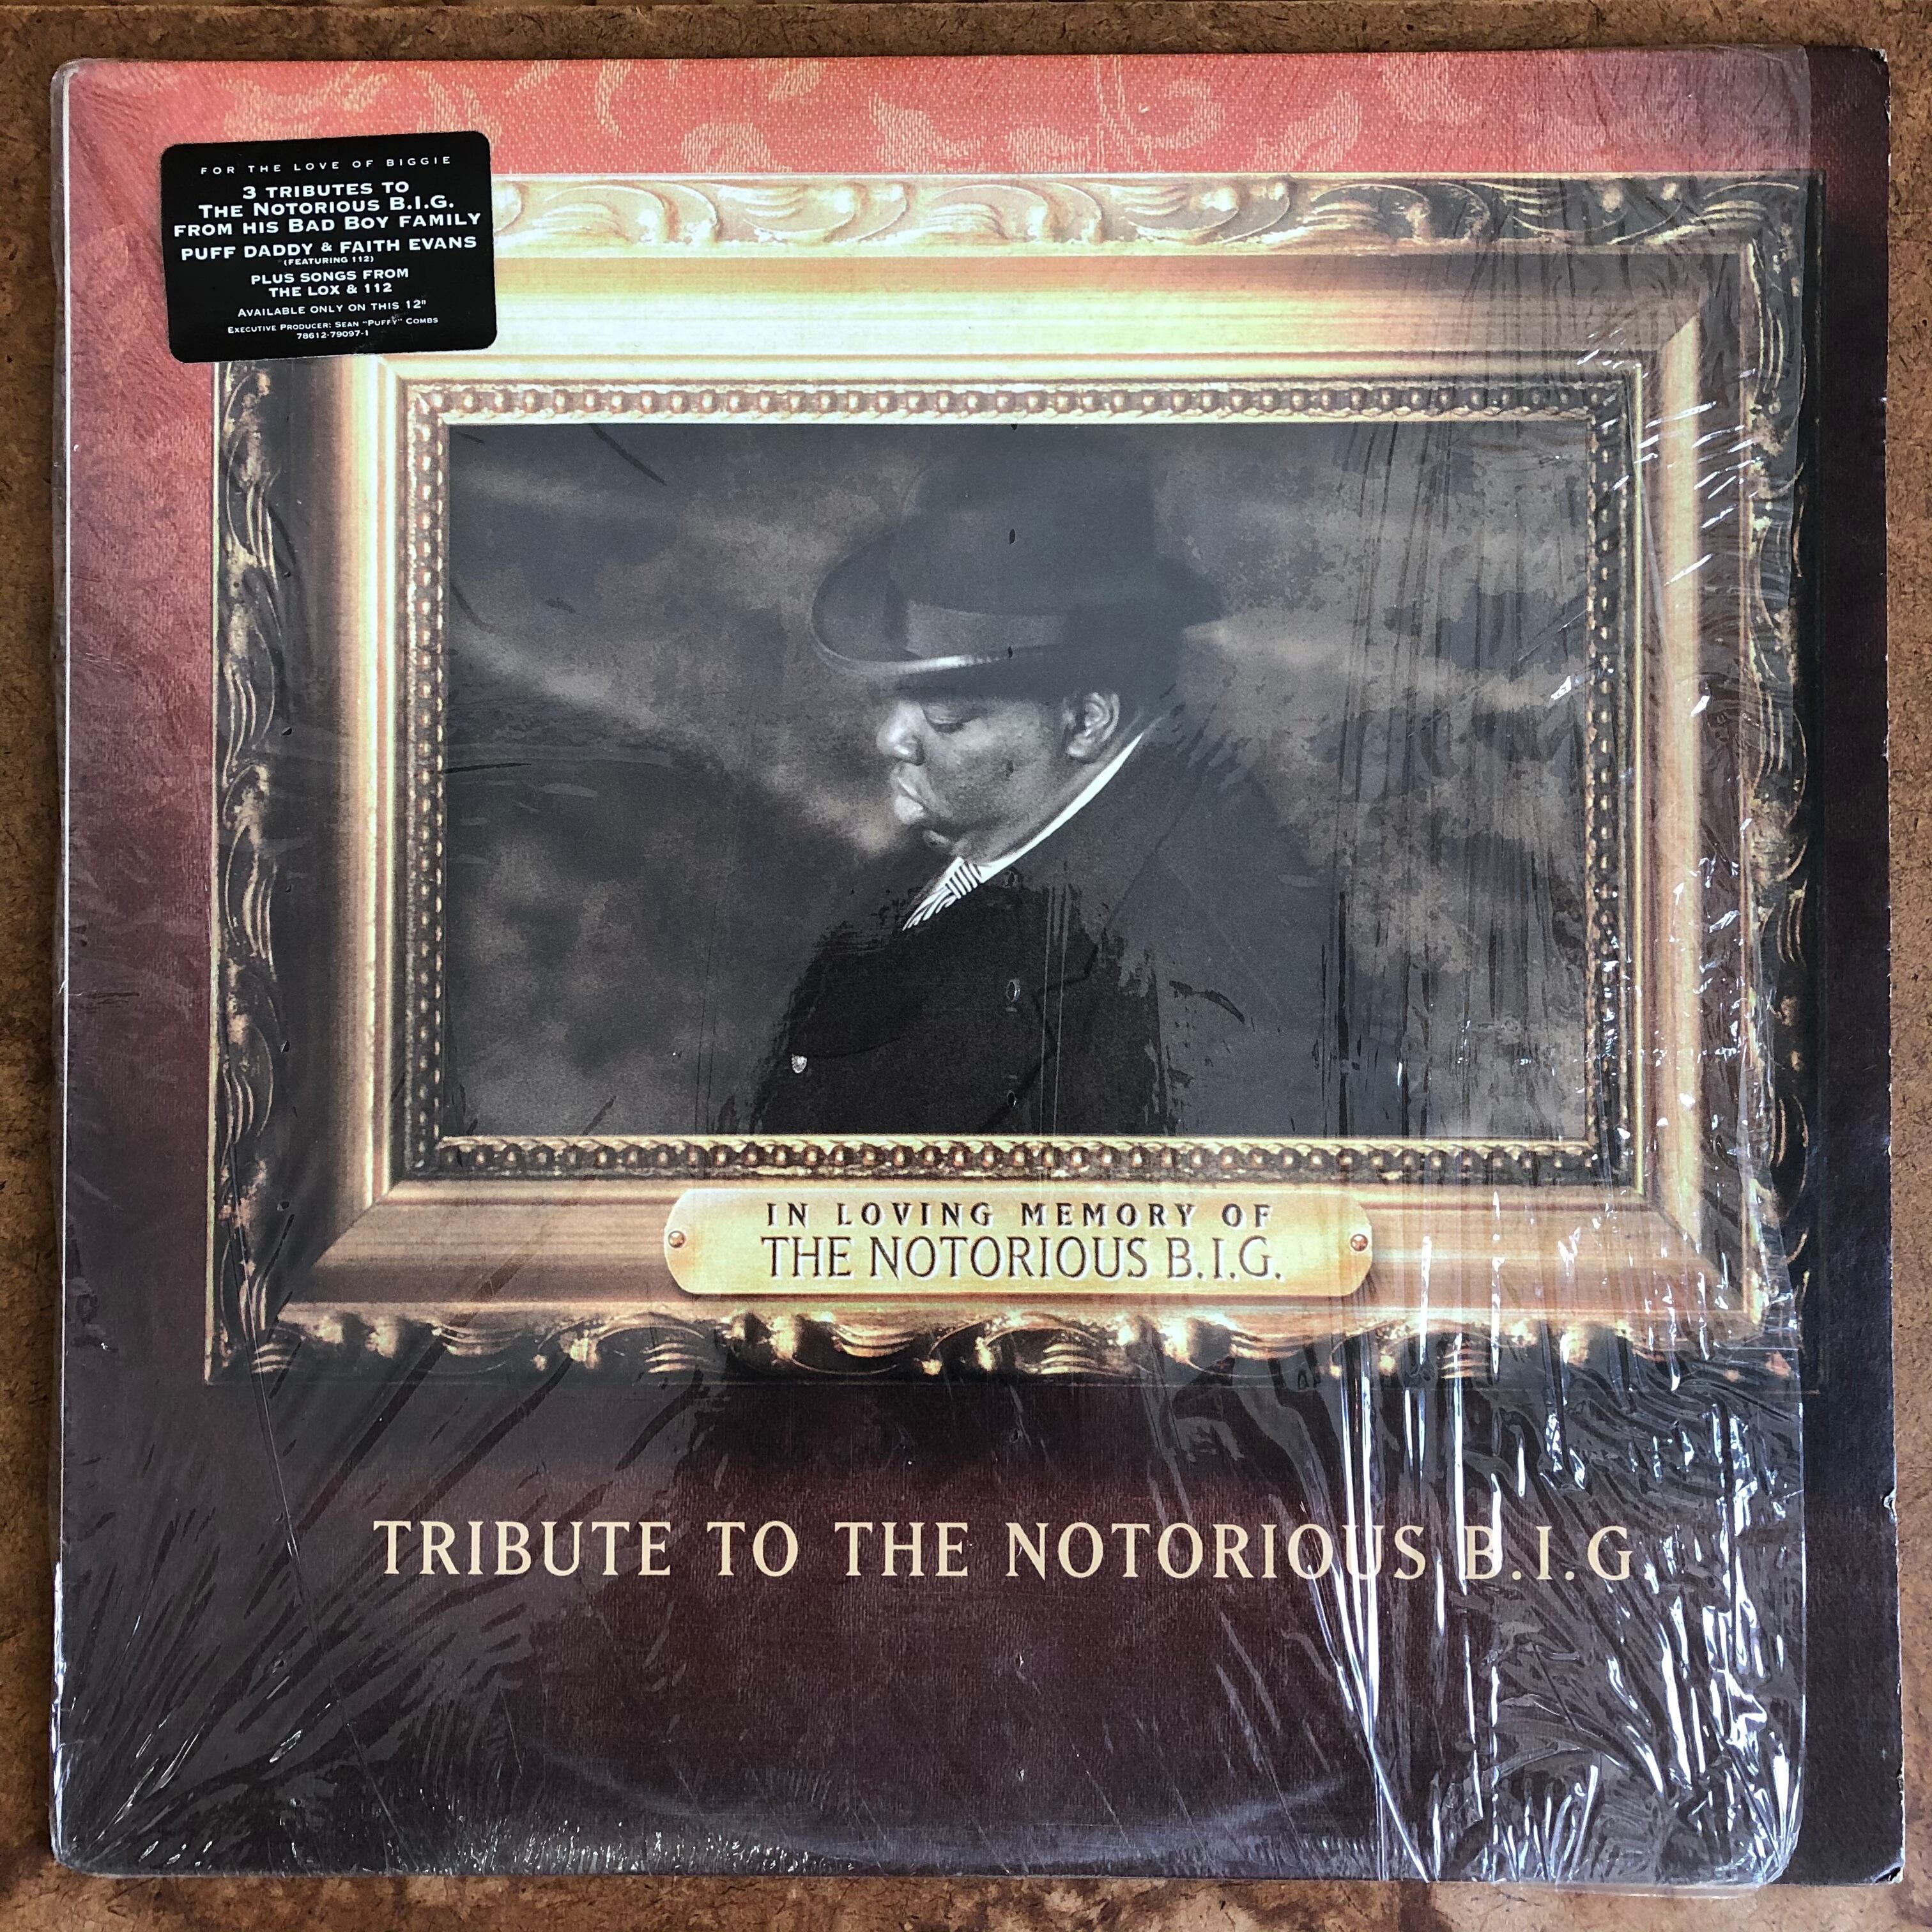 FOR THE LOVE OF BIGGIE
3 TRIBUTES TO
THE NOTORIOUS B.I.G.
FROM HIS BAD BOY FAMILY
PUFF DADDY & FAITH EVANS
(FEATURING 112)
PLUS SONGS FROM
THE LOX & 112
AVAILABLE ONLY ON THIS 12"
EXECUTIVE PRODUCER: SEAN "PUFFY" COMBS
78612-79097-1
IN LOVING MEMORY OF
THE NOTORIOUS B.I.G.
TRIBUTE TO THE NOTORIOUS B.I.G.